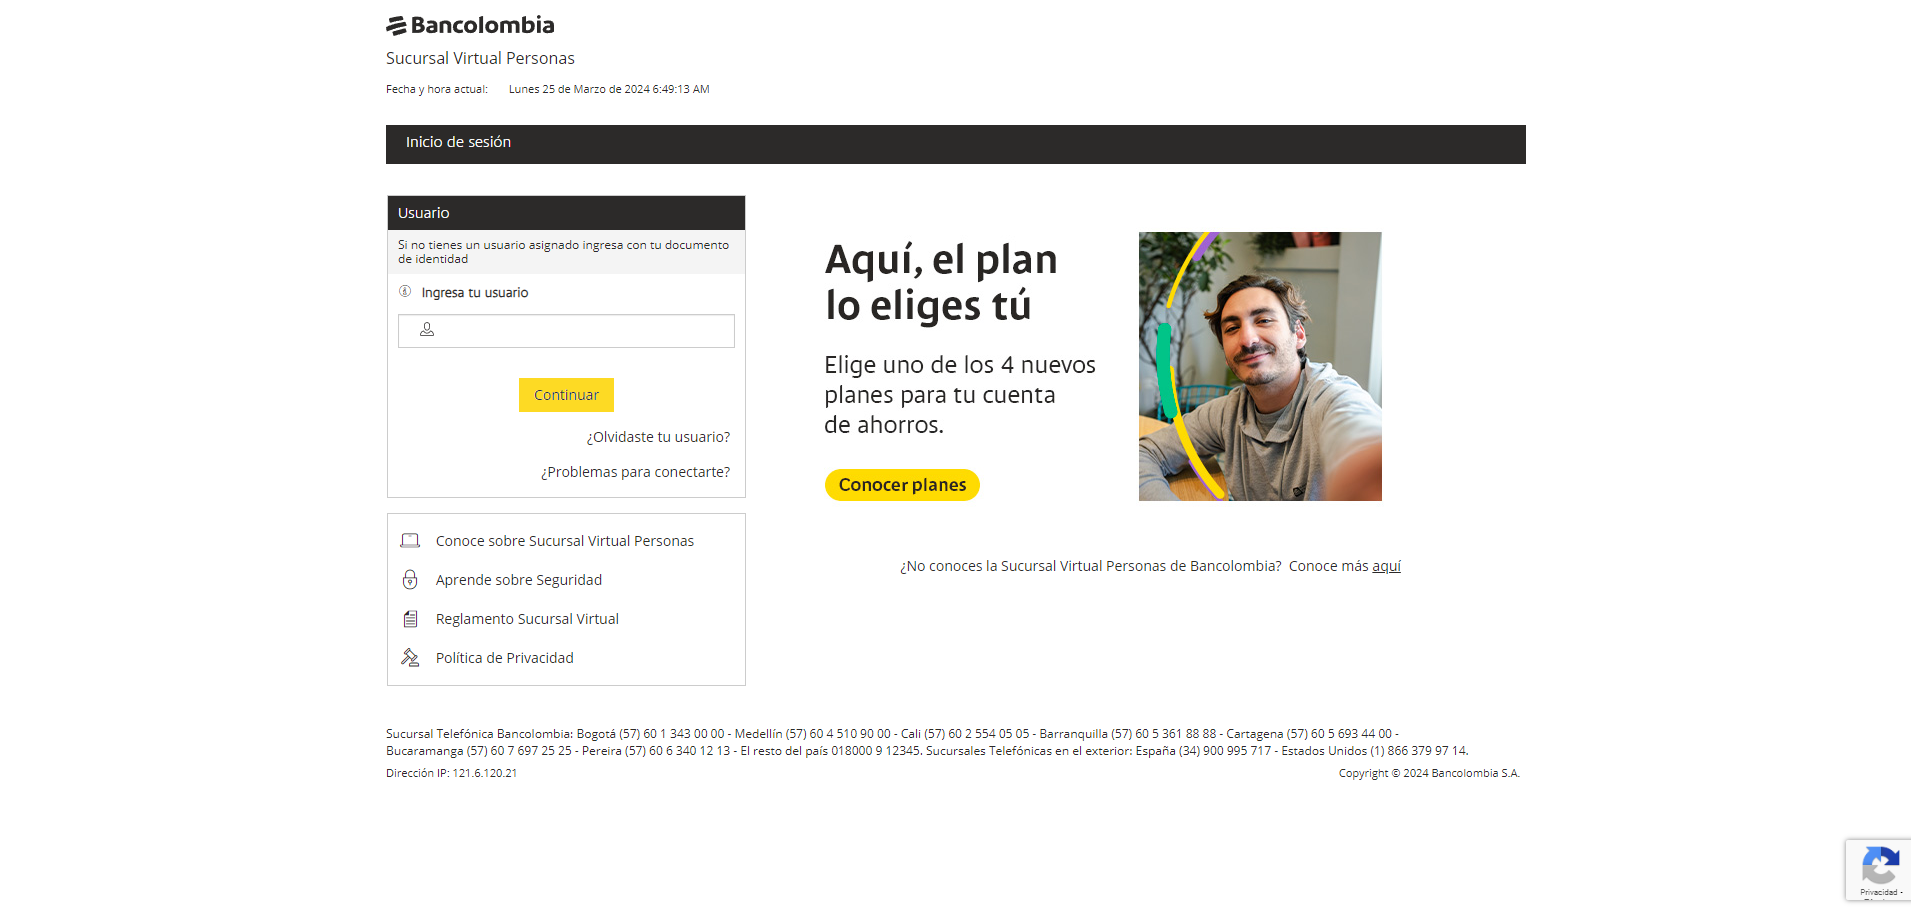 Bancolombia
Sucursal Virtual Personas
Fecha y hora actual: Lunes 25 de Marzo de 2024 6:49:13 AM
Inicio de sesión
Usuario
Si no tienes un usuario asignado ingresa con tu documento
de identidad
Ingresa tu usuario
Continuar
¿Olvidaste tu usuario?
¿Problemas para conectarte?
Conoce sobre Sucursal Virtual Personas
Aprende sobre Seguridad
Reglamento Sucursal Virtual
Política de Privacidad
Aquí, el plan
lo eliges tú
Elige uno de los 4 nuevos
planes para tu cuenta
de ahorros.
Conocer planes
¿No conoces la Sucursal Virtual Personas de Bancolombia? Conoce más aquí
Sucursal Telefónica Bancolombia: Bogotá (57) 60 1 343 00 00 - Medellín (57) 60 4 510 90 00 - Cali (57) 60 2 554 05 05 - Barranquilla (57) 60 5 361 88 88 - Cartagena (57) 60 5 693 44 00 -
Bucaramanga (57) 60 7 697 25 25 - Pereira (57) 60 6 340 12 13 - El resto del país 018000 9 12345. Sucursales Telefónicas en el exterior: España (34) 900 995 717 - Estados Unidos (1) 866 379 97 14.
Dirección IP: 121.6.120.21
Copyright © 2024 Bancolombia S.A.
Privacidad -